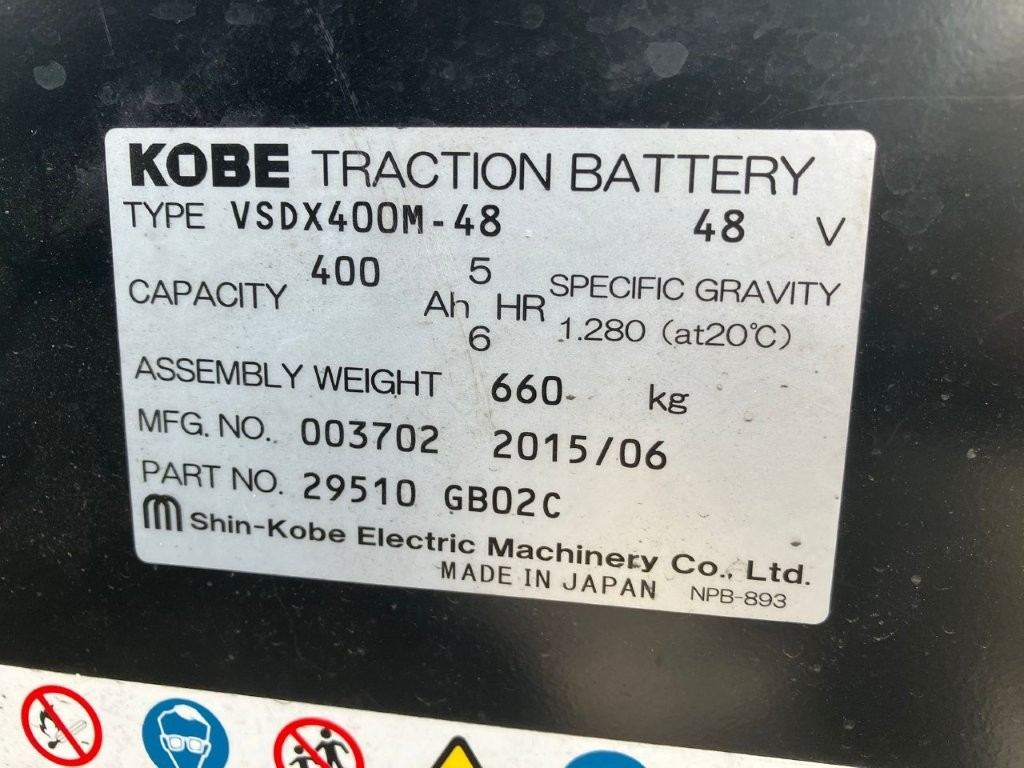 KOBE TRACTION BATTERY
TYPE VSDX400M-48 48 V
CAPACITY 400 Ah 5 HR SPECIFIC GRAVITY
6 1.280 (at20℃)
ASSEMBLY WEIGHT 660 kg
MFG. NO. 003702 2015/06
PART NO. 29510 GB02C
Shin-Kobe Electric Machinery Co., Ltd.
MADE IN JAPAN NPB-893